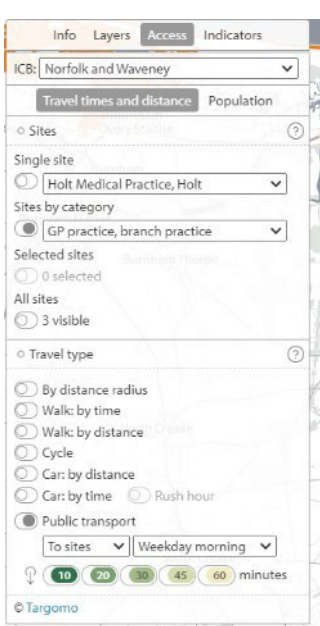 Info Layers Access Indicators
ICB: Norfolk and Waveney
Travel times and distance Population
Sites ?
Single site
Holt Medical Practice, Holt
Sites by category
GP practice, branch practice
Selected sites
0 selected
All sites
3 visible
Travel type ?
By distance radius
Walk: by time
Walk: by distance
Cycle
Car: by distance
Car: by time Rush hour
Public transport
To sites Weekday morning
10 20 30 45 60 minutes
© Targomo